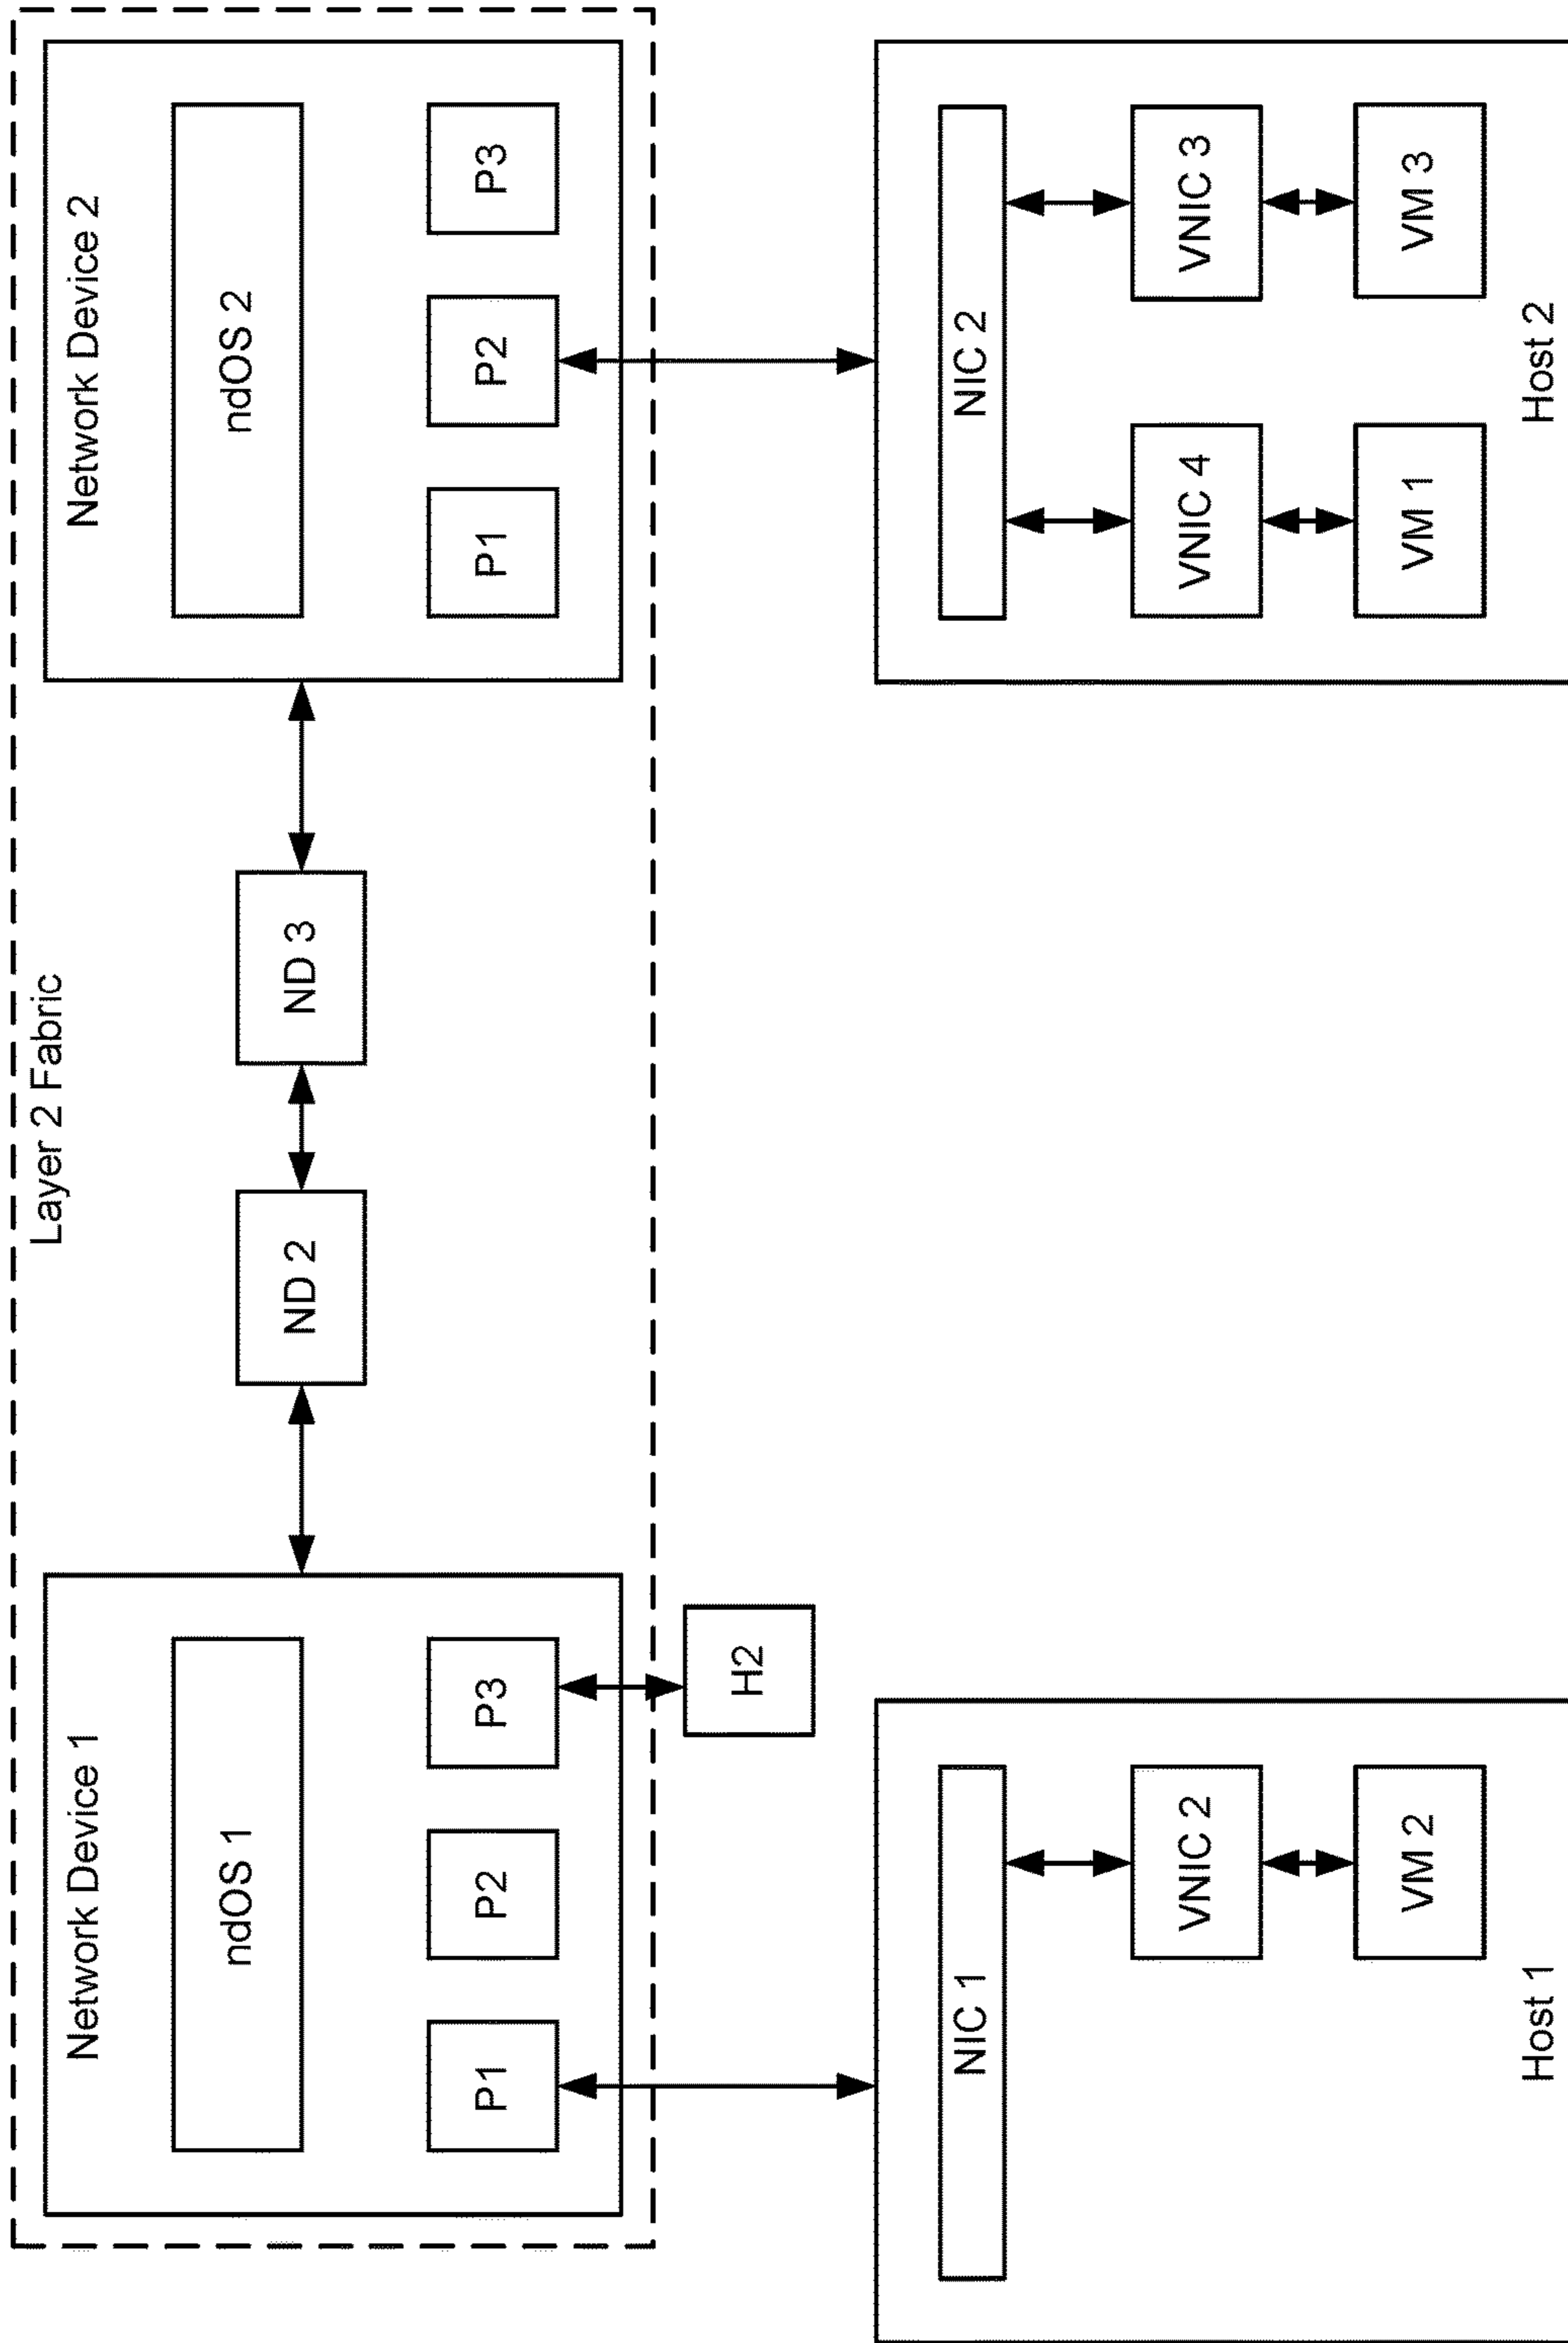 Layer 2 Fabric
Network Device 1
ndOS 1
P1
P2
P3
ND 2
ND 3
Network Device 2
ndOS 2
P1
P2
P3
H2
NIC 1
VNIC 2
VM 2
Host 1
NIC 2
VNIC 4
VNIC 3
VM 1
VM 3
Host 2